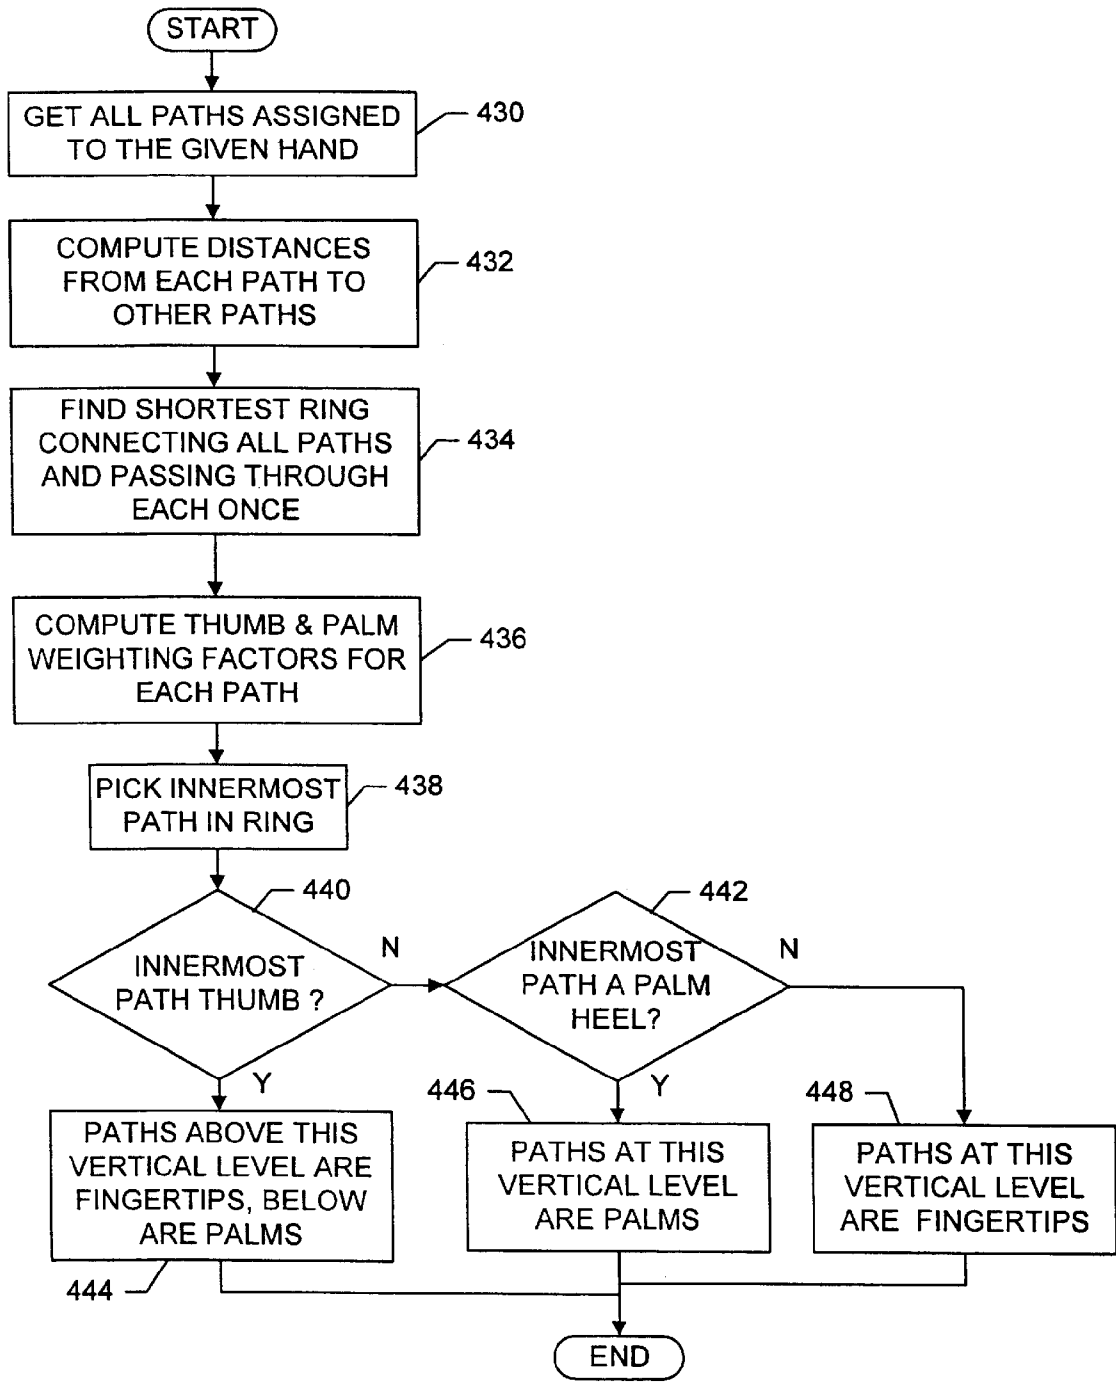 START
GET ALL PATHS ASSIGNED
TO THE GIVEN HAND
430
COMPUTE DISTANCES
FROM EACH PATH TO
OTHER PATHS
432
FIND SHORTEST RING
CONNECTING ALL PATHS
AND PASSING THROUGH
EACH ONCE
434
COMPUTE THUMB & PALM
WEIGHTING FACTORS FOR
EACH PATH
436
PICK INNERMOST
PATH IN RING
438
440
INNERMOST
PATH THUMB ?
N
Y
442
INNERMOST
PATH A PALM
HEEL?
N
Y
PATHS ABOVE THIS
VERTICAL LEVEL ARE
FINGERTIPS, BELOW
ARE PALMS
444
446
PATHS AT THIS
VERTICAL LEVEL
ARE PALMS
448
PATHS AT THIS
VERTICAL LEVEL
ARE FINGERTIPS
END